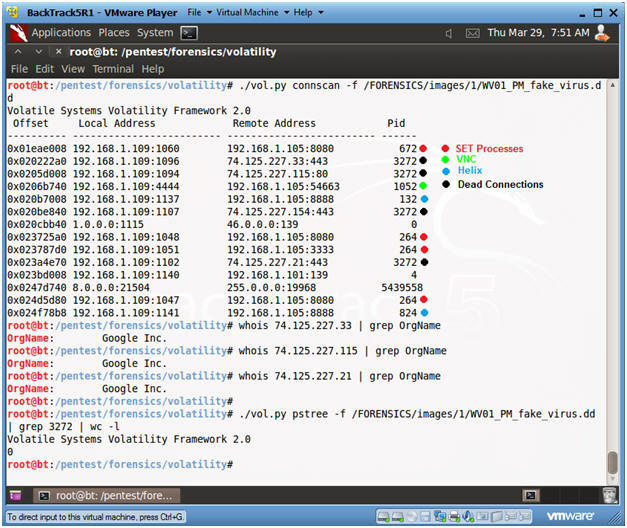 BackTrack5R1 - VMware Player File Virtual Machine Help
Applications Places System Thu Mar 29, 7:51 AM
root@bt: /pentest/forensics/volatility
File Edit View Terminal Help
root@bt:/pentest/forensics/volatility# ./vol.py connscan -f /FORENSICS/images/1/WV01_PM_fake_virus.d
d
Volatile Systems Volatility Framework 2.0
Offset Local Address Remote Address Pid
---------- ------------------------- ------------------------- ------
0x01eae008 192.168.1.109:1060 192.168.1.105:8080 672 SET Processes
0x020222a0 192.168.1.109:1096 74.125.227.33:443 3272 VNC
0x0205d008 192.168.1.109:1094 74.125.227.115:80 3272 Helix
0x0206b740 192.168.1.109:4444 192.168.1.105:54663 1052 Dead Connections
0x020b7008 192.168.1.109:1137 192.168.1.105:8888 132
0x020be840 192.168.1.109:1107 74.125.227.154:443 3272
0x020cbb40 1.0.0.0:1115 46.0.0.0:139 0
0x023725a0 192.168.1.109:1048 192.168.1.105:8080 264
0x023787d0 192.168.1.109:1051 192.168.1.105:3333 264
0x023a4e70 192.168.1.109:1102 74.125.227.21:443 3272
0x023bd008 192.168.1.109:1140 192.168.1.101:139 4
0x0247d740 8.0.0.0:21504 255.0.0.0:19968 5439558
0x024d5d80 192.168.1.109:1047 192.168.1.105:8080 264
0x024f78b8 192.168.1.109:1141 192.168.1.105:8888 824
root@bt:/pentest/forensics/volatility# whois 74.125.227.33 | grep OrgName
OrgName: Google Inc.
root@bt:/pentest/forensics/volatility# whois 74.125.227.115 | grep OrgName
OrgName: Google Inc.
root@bt:/pentest/forensics/volatility# whois 74.125.227.21 | grep OrgName
OrgName: Google Inc.
root@bt:/pentest/forensics/volatility#
root@bt:/pentest/forensics/volatility# ./vol.py pstree -f /FORENSICS/images/1/WV01_PM_fake_virus.dd
| grep 3272 | wc -l
Volatile Systems Volatility Framework 2.0
0
root@bt:/pentest/forensics/volatility#
root@bt: /pentest/fore...
To direct input to this virtual machine, press Ctrl+G.
vmware